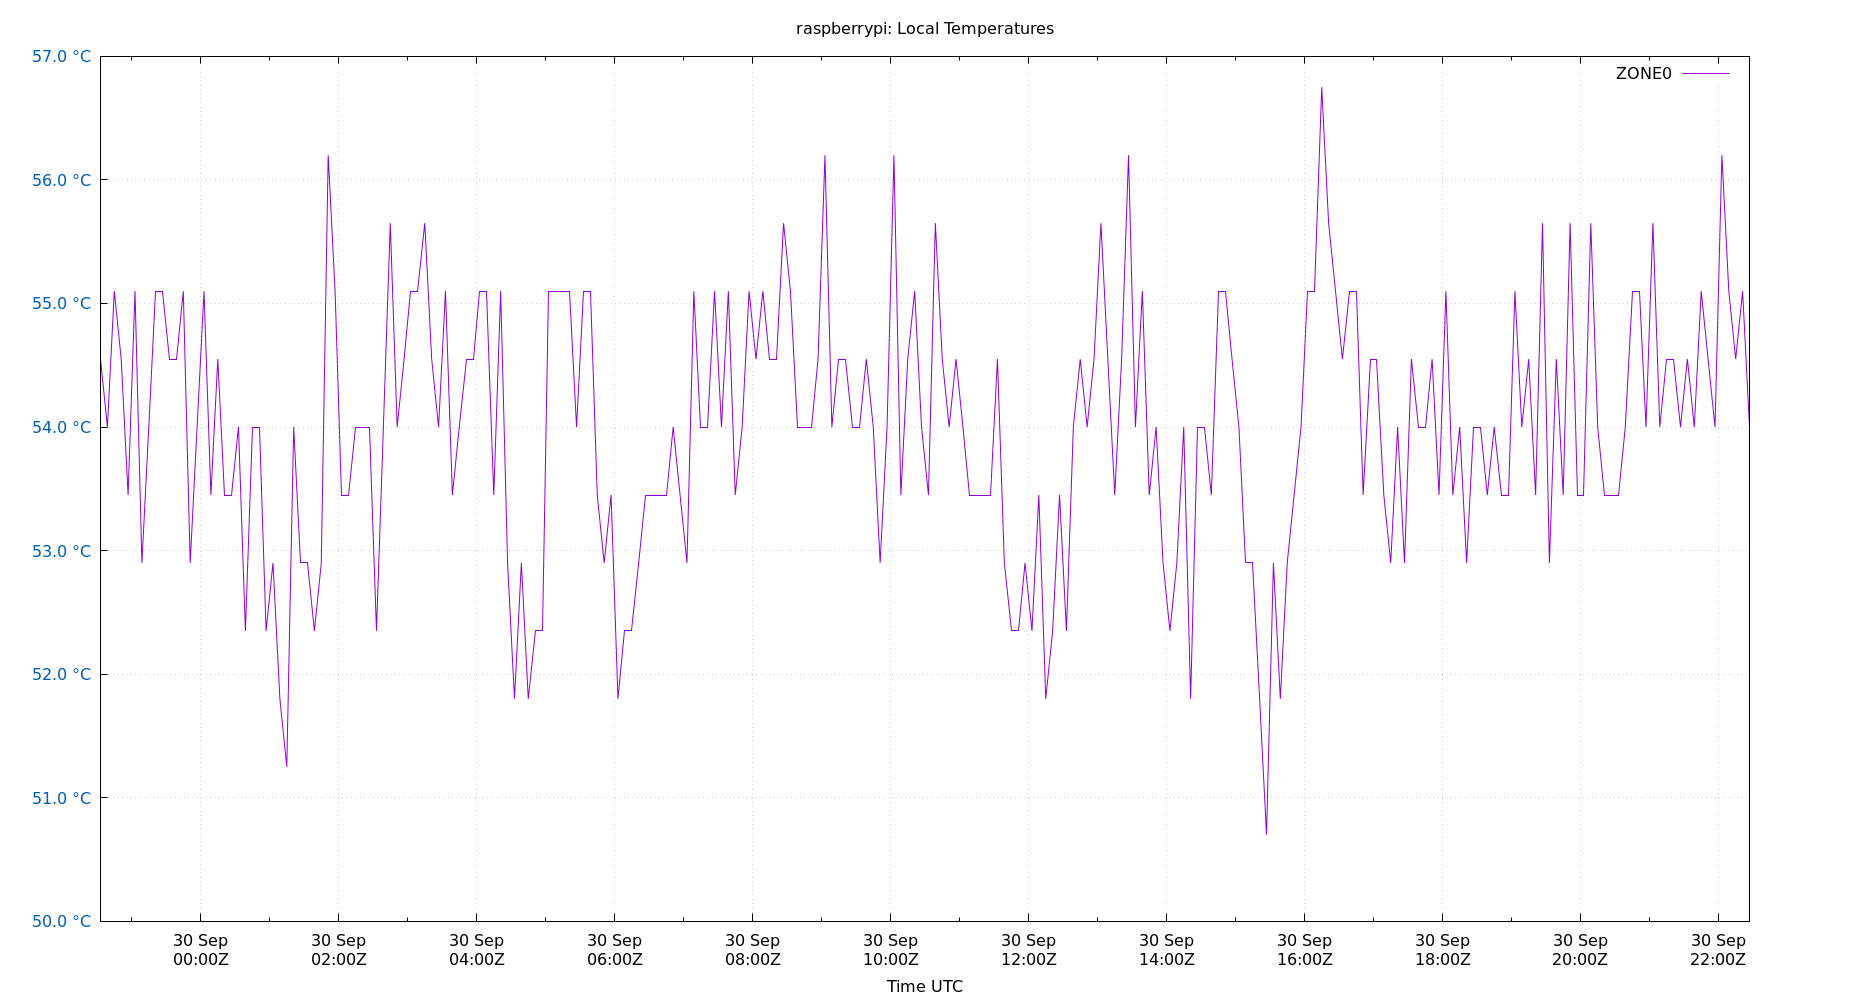 raspberrypi: Local Temperatures
57.0 °C
ZONE0
56.0 °C
55.0 °C
54.0 °C
53.0 °C
52.0 °C
51.0 °C
50.0 °C
30 Sep 30 Sep 30 Sep 30 Sep 30 Sep 30 Sep 30 Sep 30 Sep 30 Sep 30 Sep 30 Sep 30 Sep
00:00Z 02:00Z 04:00Z 06:00Z 08:00Z 10:00Z 12:00Z 14:00Z 16:00Z 18:00Z 20:00Z 22:00Z
Time UTC